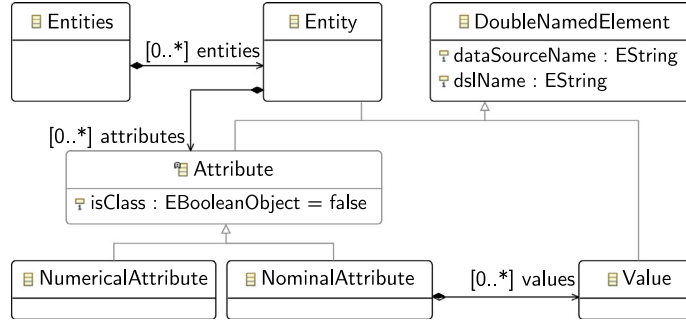 Entities
Entity
DoubleNamedElement
[0..*] entities
dataSourceName : EString
dslName : EString
[0..*] attributes
Attribute
isClass : EBooleanObject = false
NumericalAttribute
NominalAttribute
[0..*] values
Value